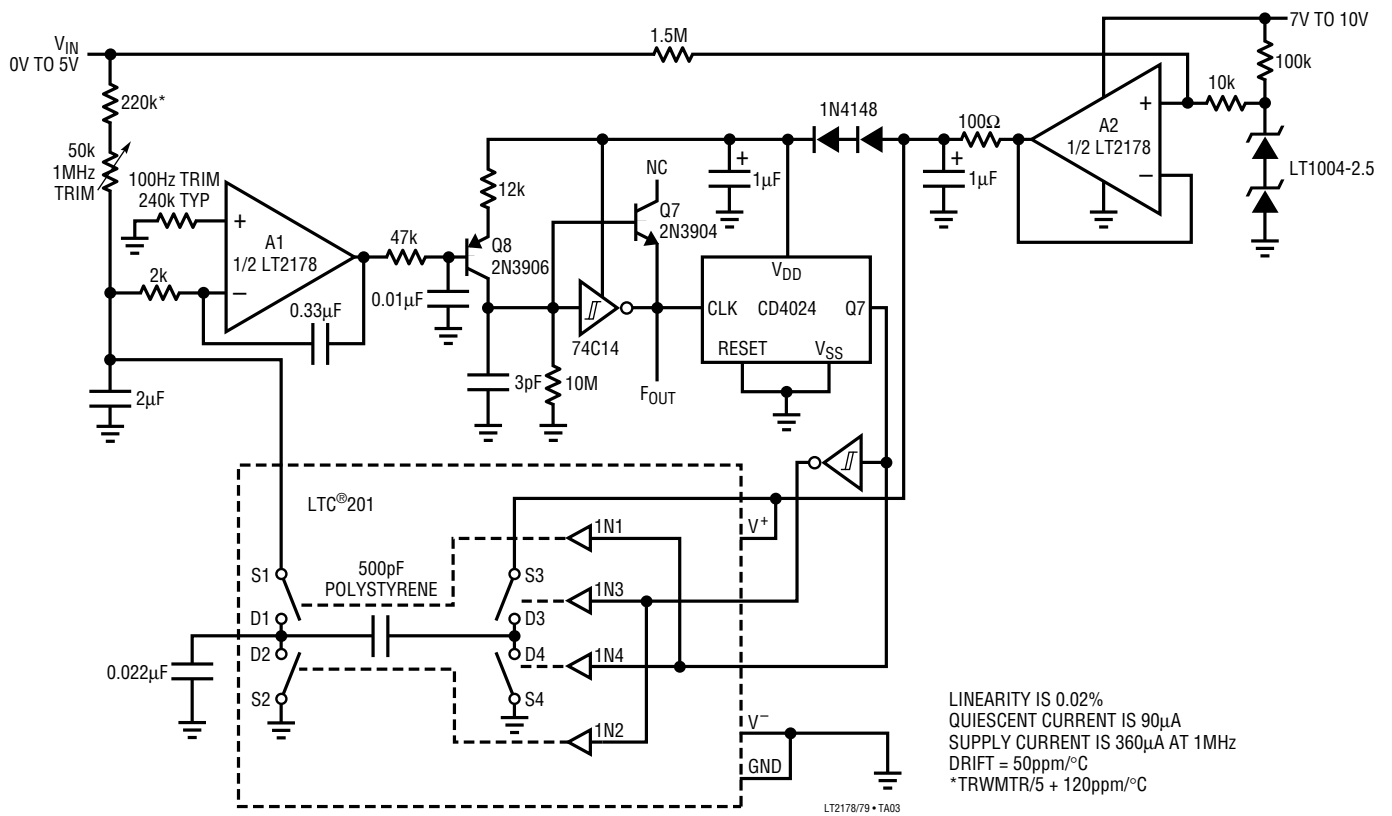 VIN
0V TO 5V
1.5M
7V TO 10V
100k
10k
220k*
50k
1MHz
TRIM
100Hz TRIM
240k TYP
+
A1
1/2 LT2178
–
2k
0.33µF
47k
0.01µF
12k
Q8
2N3906
NC
Q7
2N3904
74C14
3pF
10M
FOUT
+
1µF
1N4148
+
1µF
100Ω
A2
1/2 LT2178
+
–
LT1004-2.5
VDD
CLK
CD4024
Q7
RESET
VSS
2µF
LTC®201
V+
1N1
500pF
POLYSTYRENE
S1
S3
1N3
D1
D3
D2
D4
1N4
0.022µF
S2
S4
1N2
V–
GND
LINEARITY IS 0.02%
QUIESCENT CURRENT IS 90µA
SUPPLY CURRENT IS 360µA AT 1MHz
DRIFT = 50ppm/°C
*TRWMTR/5 + 120ppm/°C
LT2178/79 • TA03